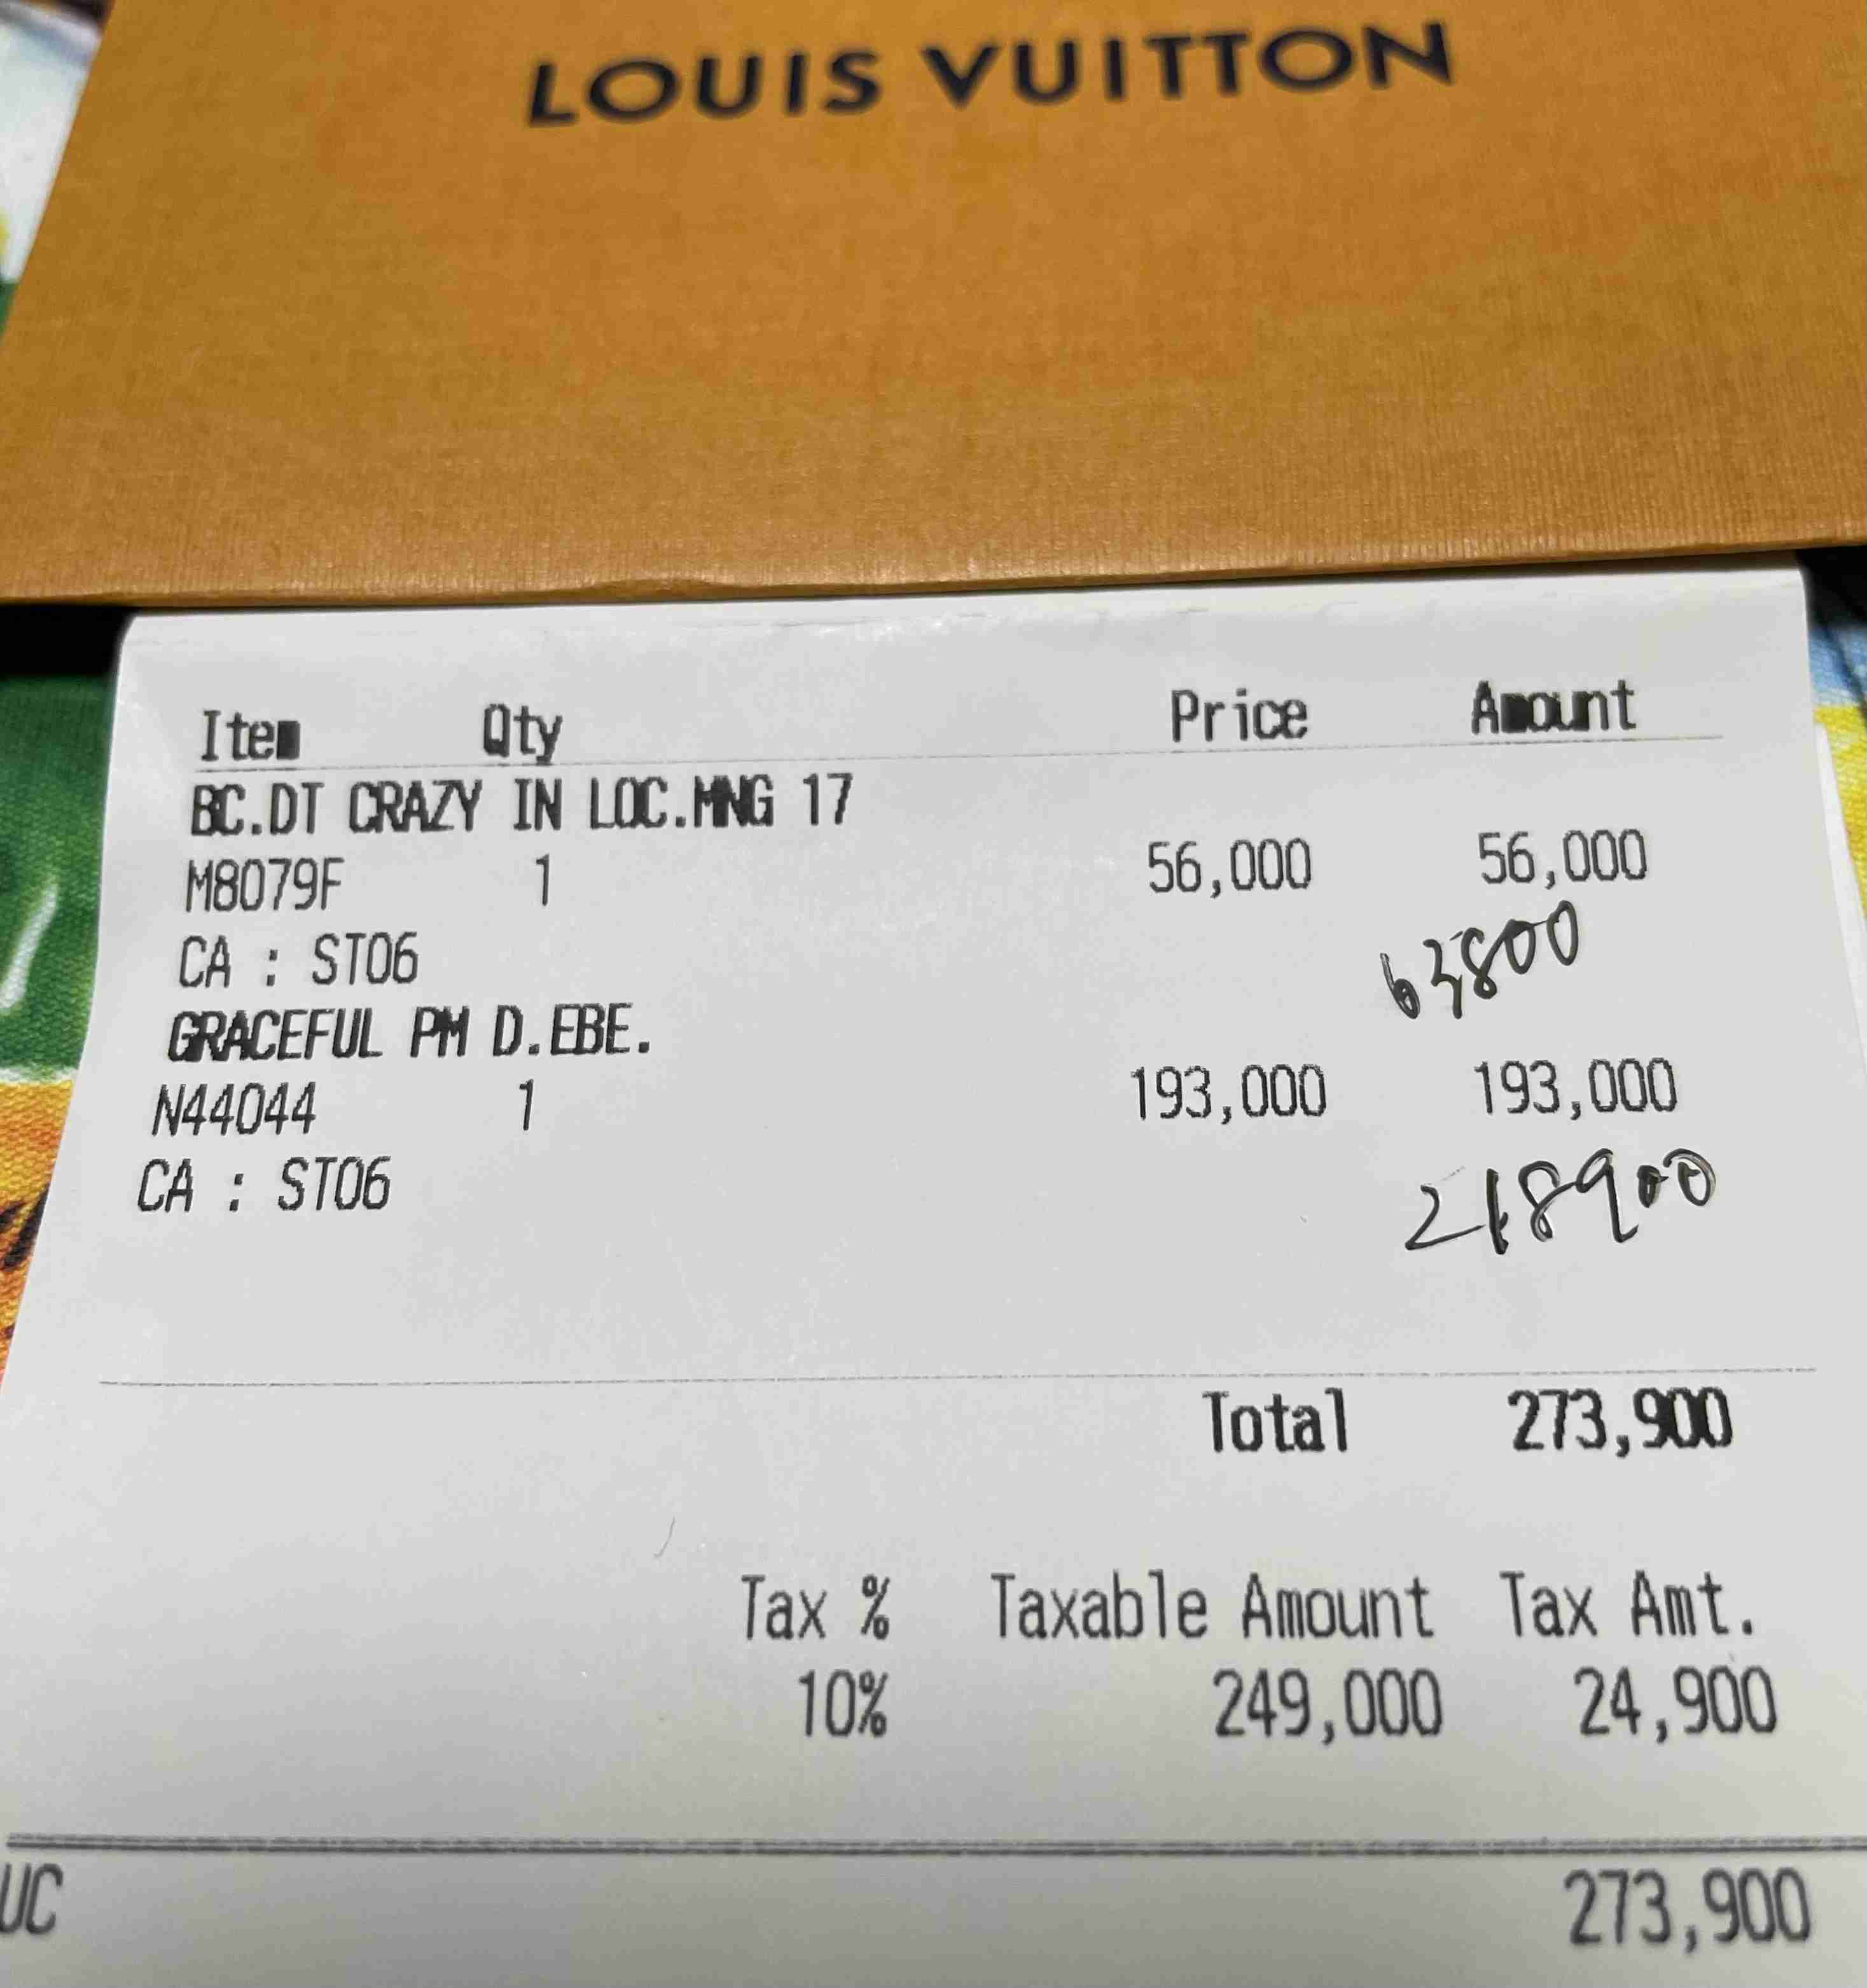 LOUIS VUITTON
Item Qty Price Amount
BC.DT CRAZY IN LOC.MNG 17
M8079F 1 56,000 56,000
63800
CA : ST06
GRACEFUL PM D.EBE.
N44044 1 193,000 193,000
CA : ST06
218900
Total 273,900
Tax % Taxable Amount Tax Amt.
10% 249,000 24,900
UC 273,900